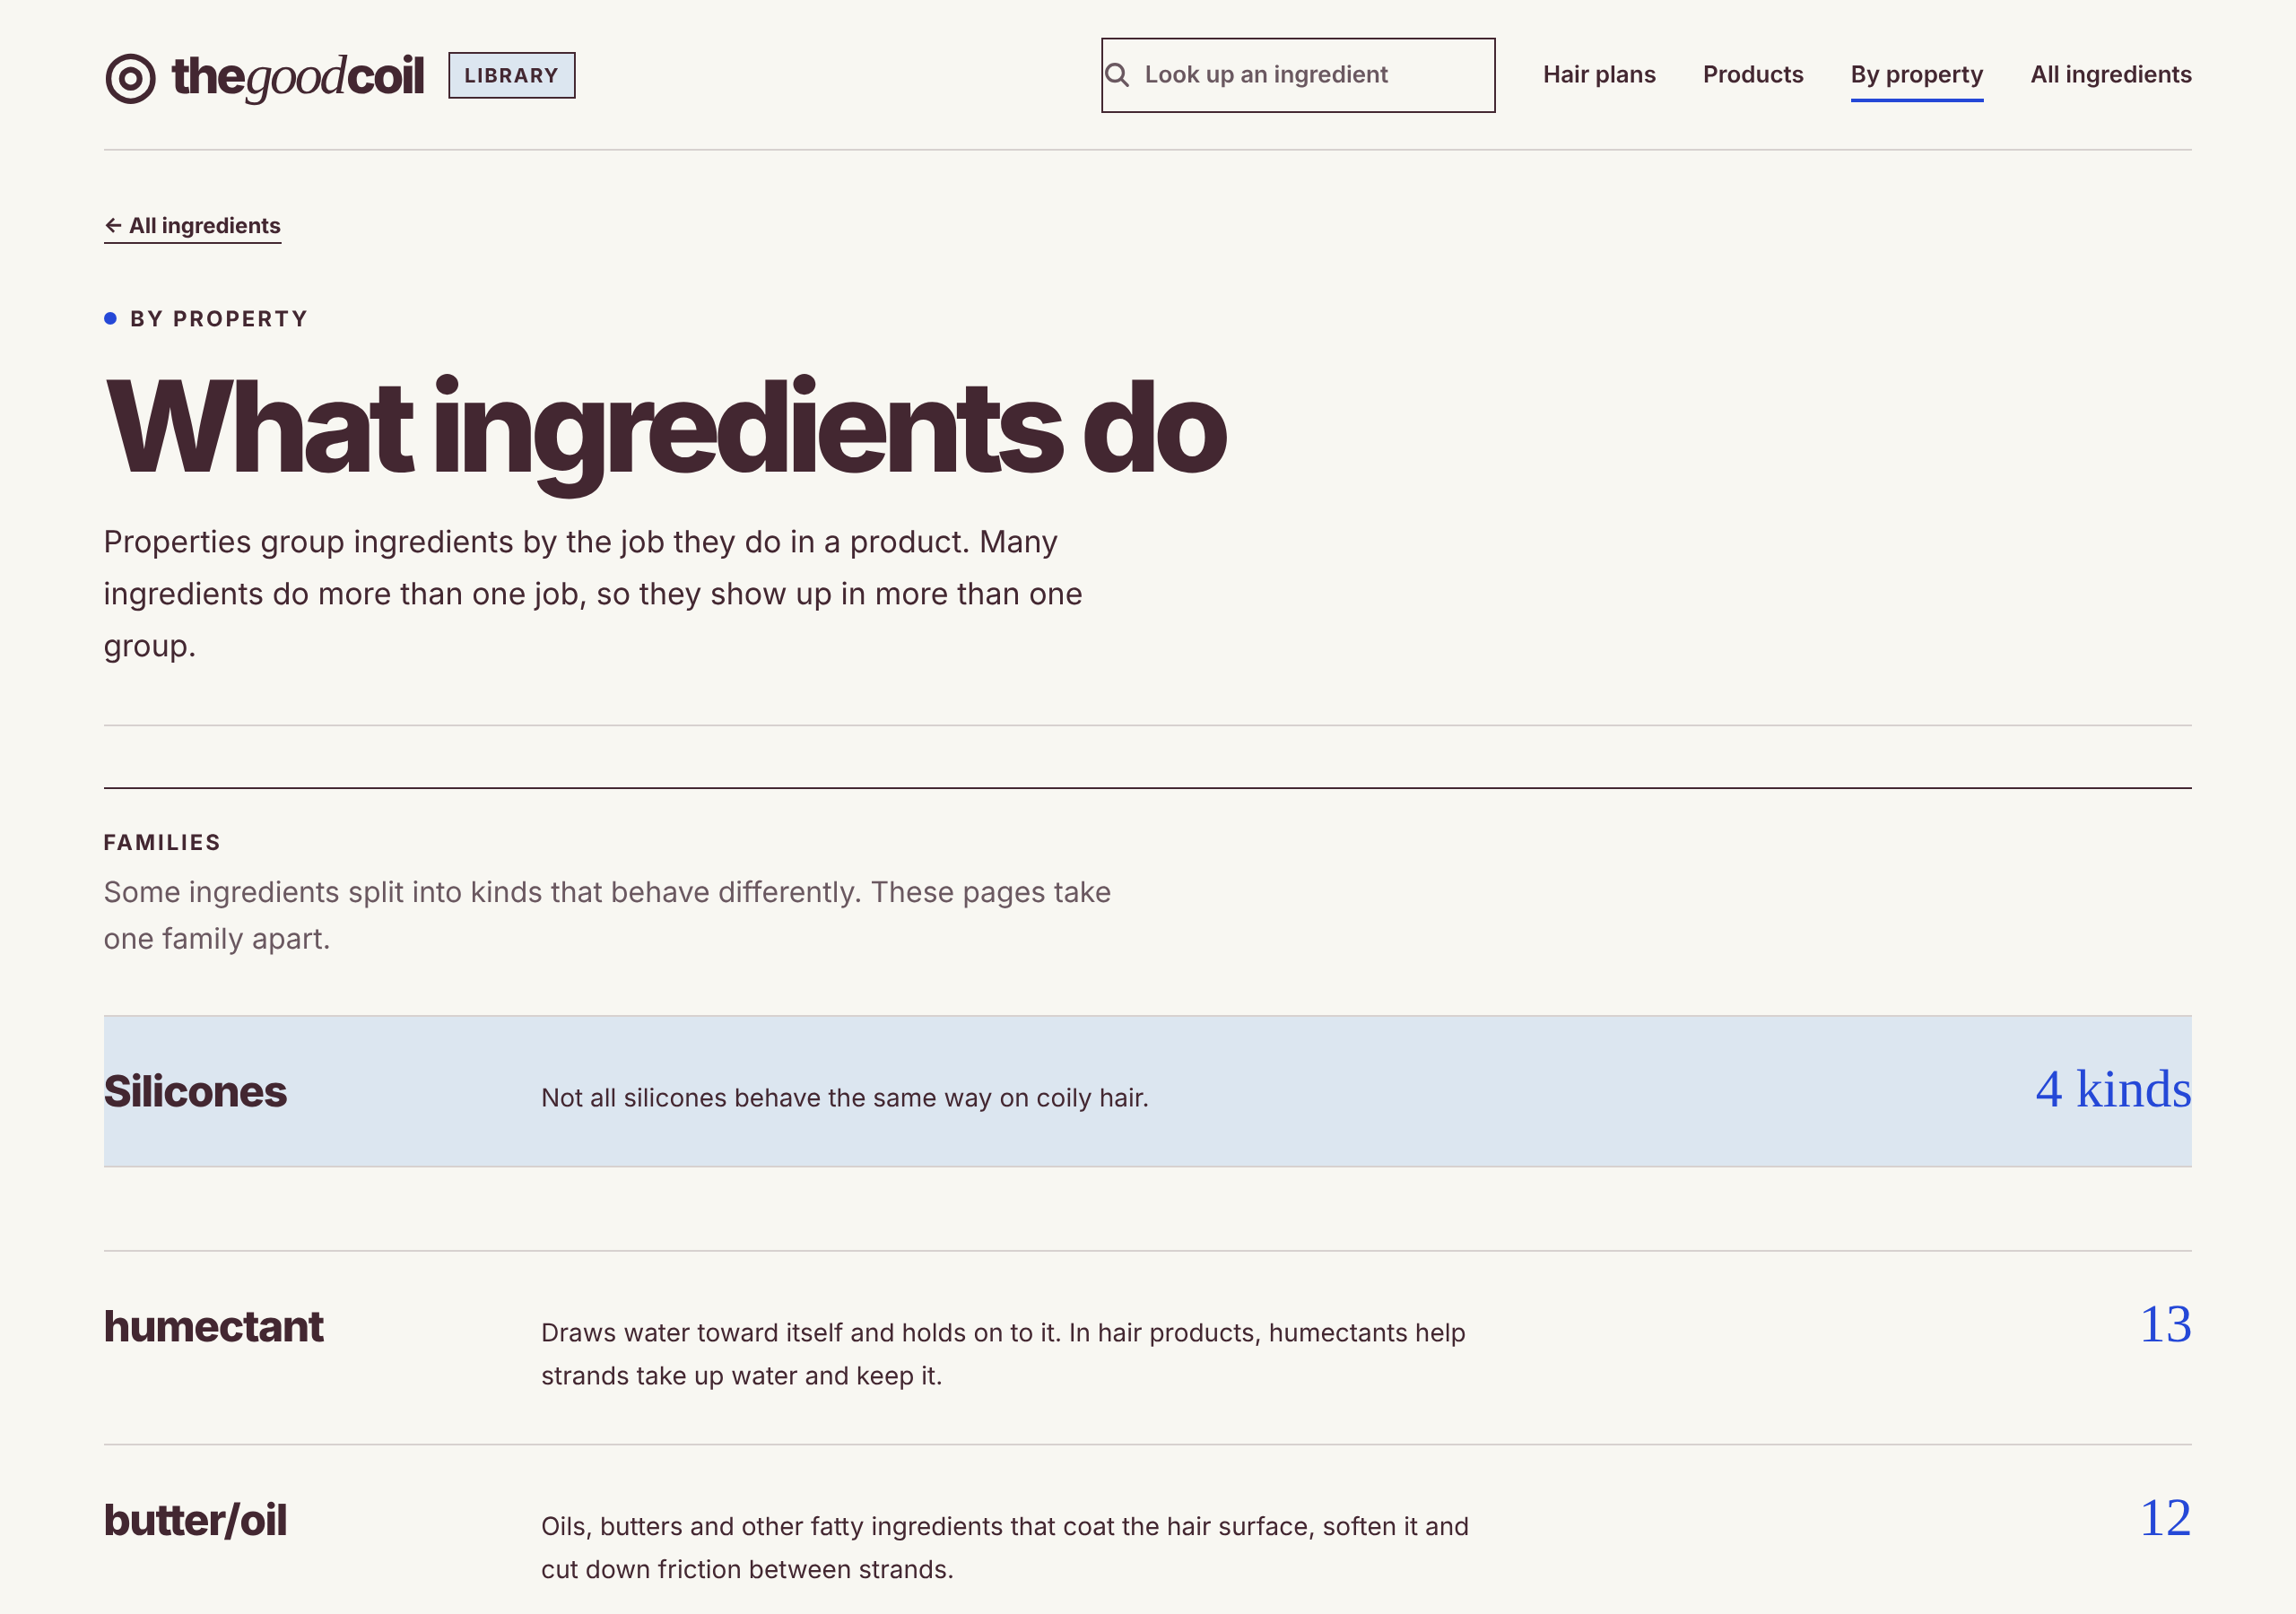 thegoodcoil LIBRARY Look up an ingredient Hair plans Products By property All ingredients
← All ingredients
BY PROPERTY
What ingredients do
Properties group ingredients by the job they do in a product. Many
ingredients do more than one job, so they show up in more than one
group.
FAMILIES
Some ingredients split into kinds that behave differently. These pages take
one family apart.
Silicones Not all silicones behave the same way on coily hair. 4 kinds
humectant Draws water toward itself and holds on to it. In hair products, humectants help 13
strands take up water and keep it.
butter/oil Oils, butters and other fatty ingredients that coat the hair surface, soften it and 12
cut down friction between strands.